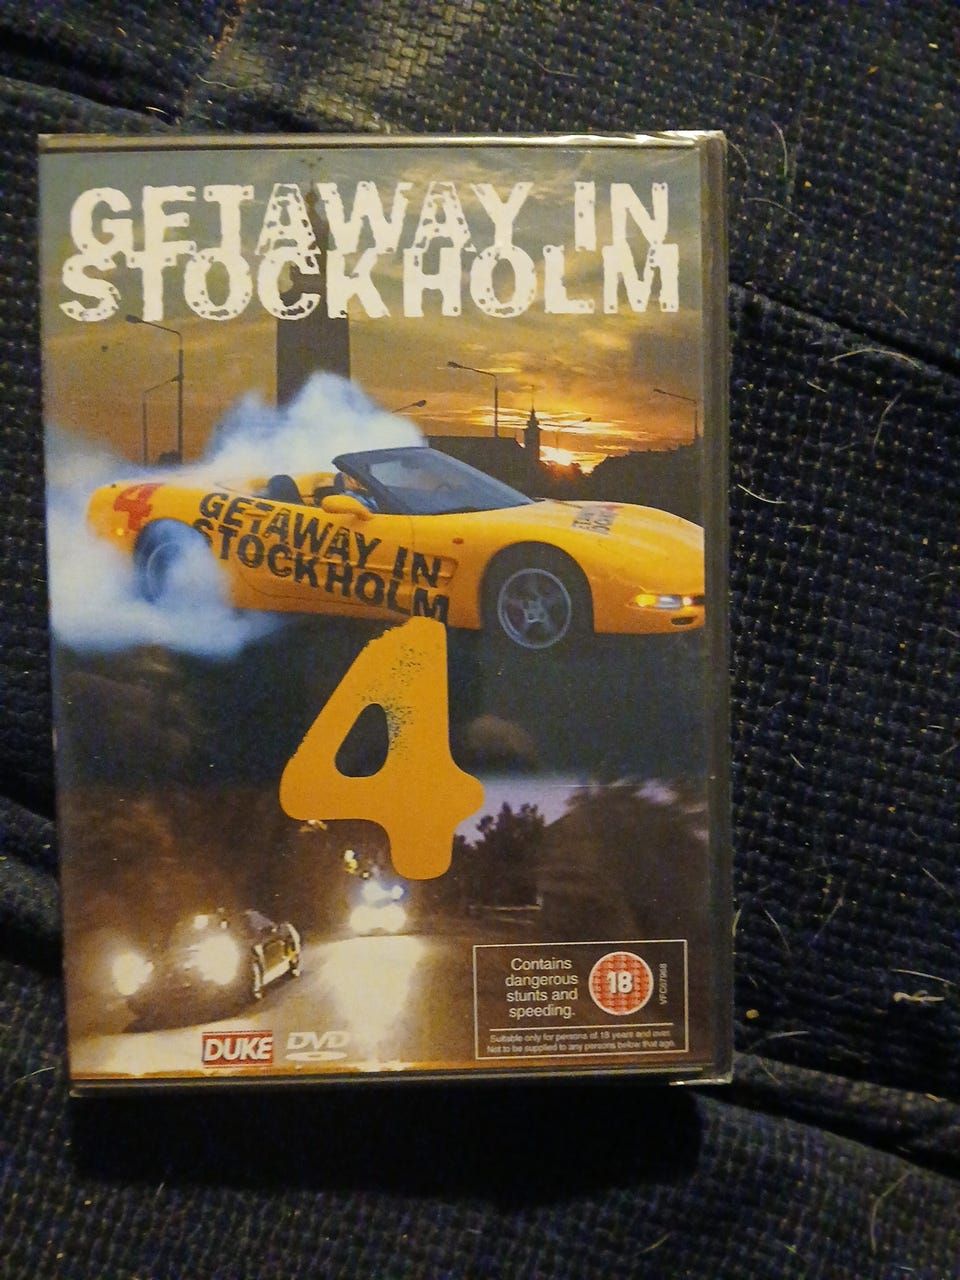 GETAWAY IN
STOCKHOLM
4
GETAWAY IN
STOCKHOLM
4
Contains
dangerous
stunts and
speeding.
18
VFC67968
Suitable only for persons of 18 years and over.
Not to be supplied to any persons below that age.
DUKE
DVD